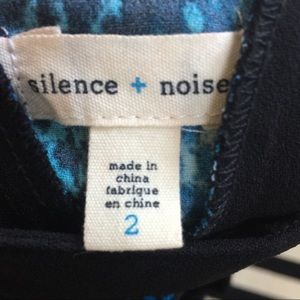 silence + noise
made in
china
fabrique
en chine
2